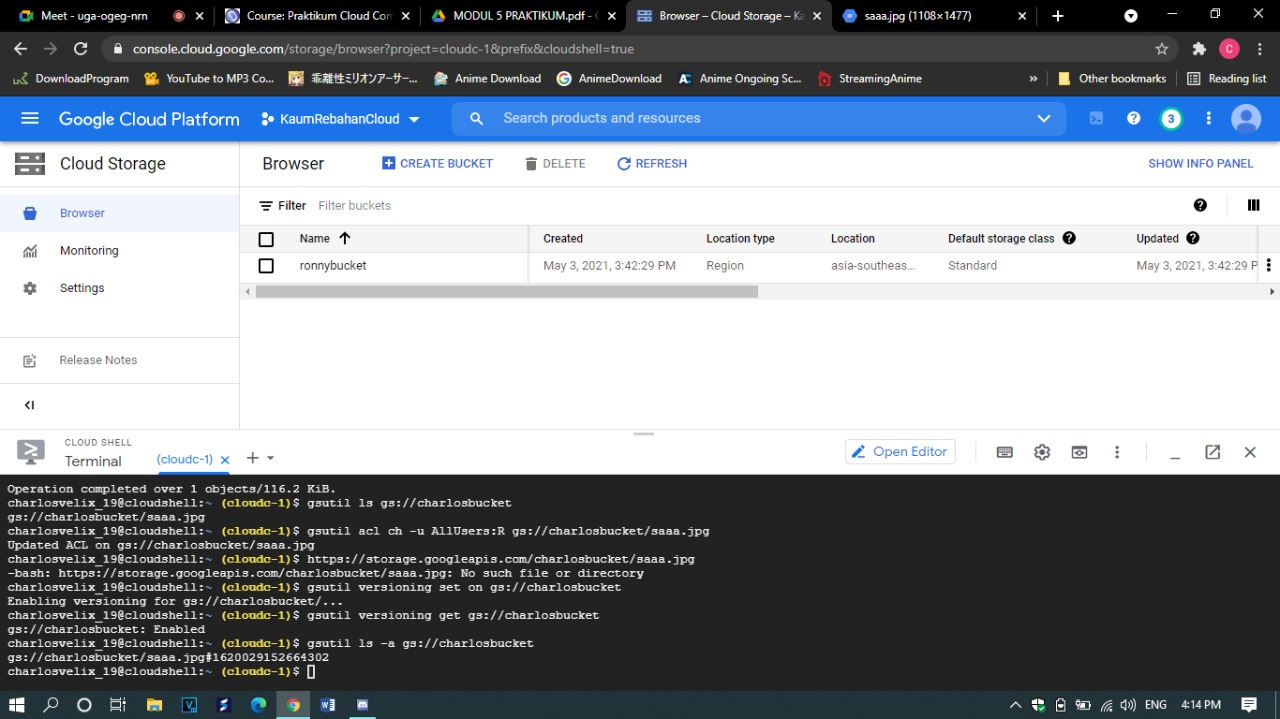 Meet - uga-ogeg-nrn
Course: Praktikum Cloud Con
MODUL 5 PRAKTIKUM.pdf -
Browser – Cloud Storage – Ka
saaa.jpg (1108×1477)
console.cloud.google.com/storage/browser?project=cloudc-1&prefix&cloudshell=true
C
DownloadProgram
YouTube to MP3 Co...
乖離性ミリオンアーサー...
Anime Download
AnimeDownload
Anime Ongoing Sc...
StreamingAnime
»
Other bookmarks
Reading list
Google Cloud Platform
KaumRebahanCloud
Search products and resources
3
Cloud Storage
Browser
CREATE BUCKET
DELETE
REFRESH
SHOW INFO PANEL
Browser
Monitoring
Settings
Release Notes
Filter Filter buckets
Name Created Location type Location Default storage class Updated
ronnybucket May 3, 2021, 3:42:29 PM Region asia-southeas... Standard May 3, 2021, 3:42:29 P
CLOUD SHELL
Terminal
(cloudc-1)
Open Editor
Operation completed over 1 objects/116.2 KiB.
charlosvelix_19@cloudshell:~ (cloudc-1)$ gsutil ls gs://charlosbucket
gs://charlosbucket/saaa.jpg
charlosvelix_19@cloudshell:~ (cloudc-1)$ gsutil acl ch -u AllUsers:R gs://charlosbucket/saaa.jpg
Updated ACL on gs://charlosbucket/saaa.jpg
charlosvelix_19@cloudshell:~ (cloudc-1)$ https://storage.googleapis.com/charlosbucket/saaa.jpg
-bash: https://storage.googleapis.com/charlosbucket/saaa.jpg: No such file or directory
charlosvelix_19@cloudshell:~ (cloudc-1)$ gsutil versioning set on gs://charlosbucket
Enabling versioning for gs://charlosbucket/...
charlosvelix_19@cloudshell:~ (cloudc-1)$ gsutil versioning get gs://charlosbucket
gs://charlosbucket: Enabled
charlosvelix_19@cloudshell:~ (cloudc-1)$ gsutil ls -a gs://charlosbucket
gs://charlosbucket/saaa.jpg#1620029152664302
charlosvelix_19@cloudshell:~ (cloudc-1)$
ENG
4:14 PM